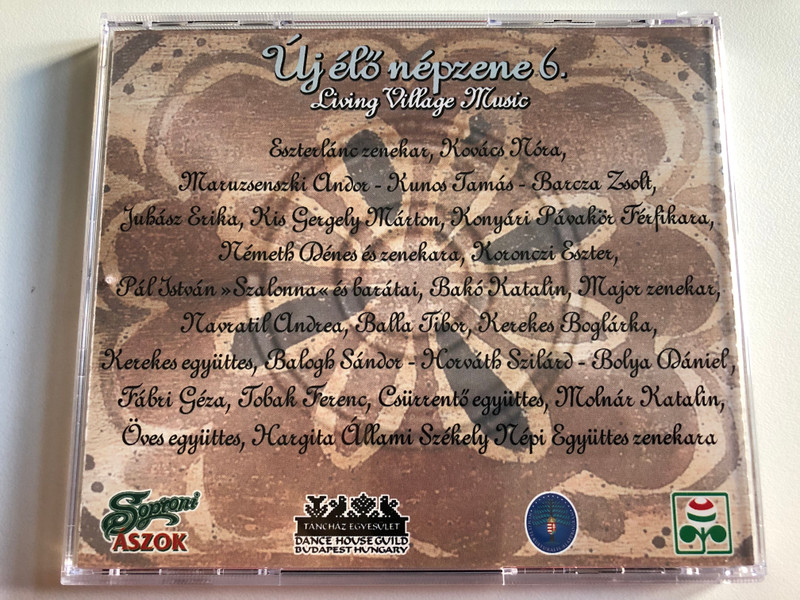 Új élő népzene 6.
Living Village Music
Eszterlánc zenekar, Kovács Nóra,
Maruzsenszki Andor - Kunos Tamás - Barcza Zsolt,
Juhász Erika, Kis Gergely Márton, Konyári Pávakör Férfikara,
Németh Dénes és zenekara, Koronczi Eszter,
Pál István »Szalonna« és barátai, Bakó Katalin, Major zenekar,
Navratil Andrea, Balla Tibor, Kerekes Boglárka,
Kerekes együttes, Balogh Sándor - Horváth Szilárd - Bolya Dániel,
Fábri Géza, Tobak Ferenc, Csürrentő együttes, Molnár Katalin,
Öves együttes, Hargita Állami Székely Népi Együttes zenekara
Soproni
ÁSZOK
TÁNCHÁZ EGYESÜLET
DANCE HOUSE GUILD
BUDAPEST HUNGARY